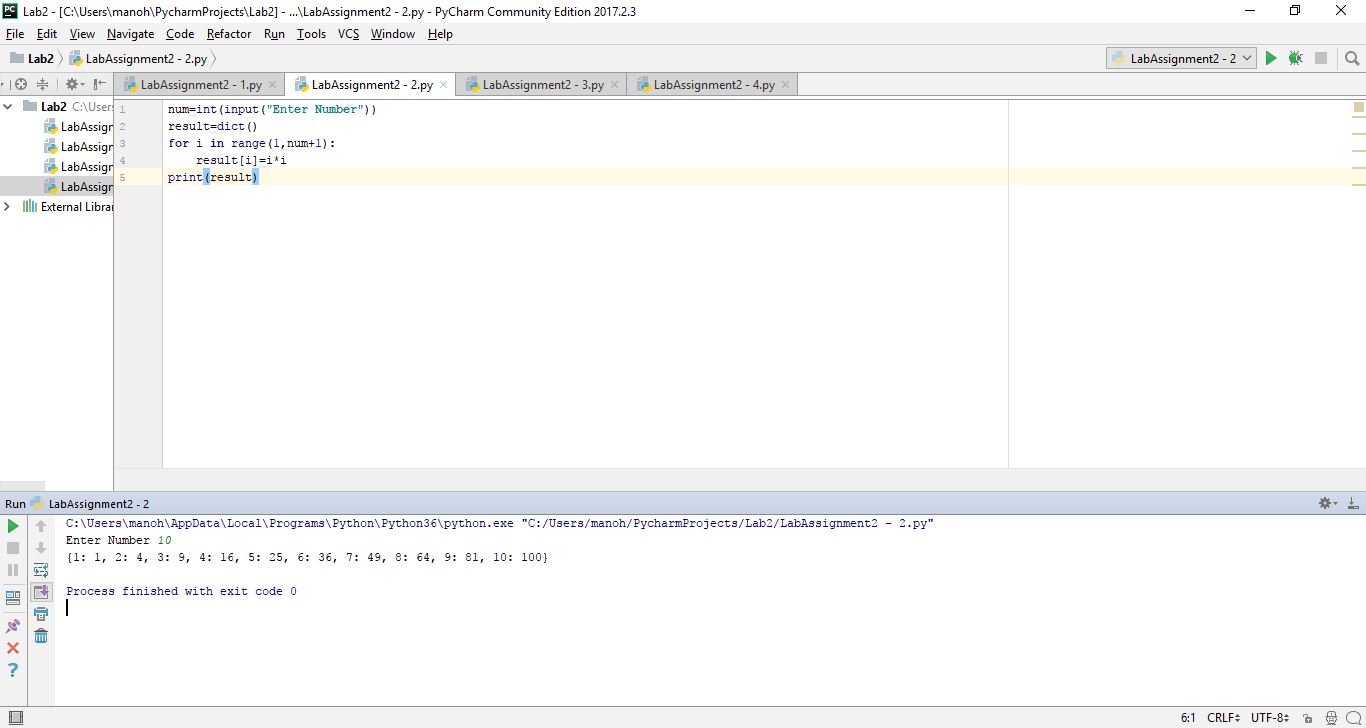 Lab2 - [C:\Users\manoh\PycharmProjects\Lab2] - ...\LabAssignment2 - 2.py - PyCharm Community Edition 2017.2.3
File Edit View Navigate Code Refactor Run Tools VCS Window Help
Lab2 LabAssignment2 - 2.py LabAssignment2 - 2
LabAssignment2 - 1.py LabAssignment2 - 2.py LabAssignment2 - 3.py LabAssignment2 - 4.py
Lab2 C:\Users
LabAssign
LabAssign
LabAssign
LabAssign
External Librar
1 num=int(input("Enter Number"))
2 result=dict()
3 for i in range(1,num+1):
4     result[i]=i*i
5 print(result)
Run LabAssignment2 - 2
C:\Users\manoh\AppData\Local\Programs\Python\Python36\python.exe "C:/Users/manoh/PycharmProjects/Lab2/LabAssignment2 - 2.py"
Enter Number 10
{1: 1, 2: 4, 3: 9, 4: 16, 5: 25, 6: 36, 7: 49, 8: 64, 9: 81, 10: 100}
Process finished with exit code 0
6:1 CRLF UTF-8